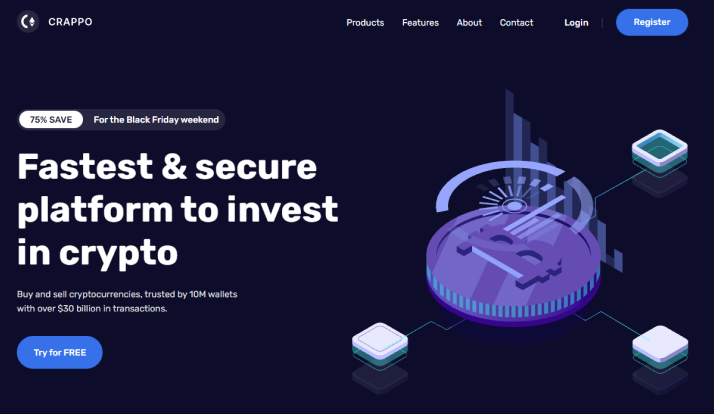 CRAPPO
Products Features About Contact Login Register
75% SAVE For the Black Friday weekend
Fastest & secure
platform to invest
in crypto
Buy and sell cryptocurrencies, trusted by 10M wallets
with over $30 billion in transactions.
Try for FREE